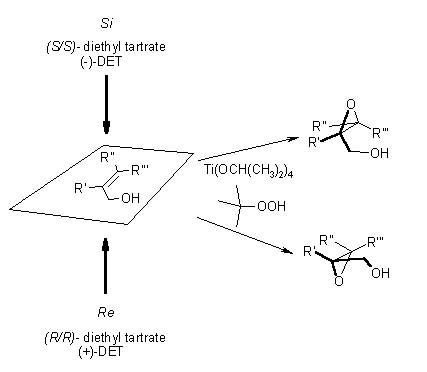 Si
(S/S)- diethyl tartrate
(-)-DET
R''
R'''
R'
OH
Ti(OCH(CH3)2)4
OOH
O
R''
R'''
R'
OH
R''
R'''
R'
OH
O
Re
(R/R)- diethyl tartrate
(+)-DET